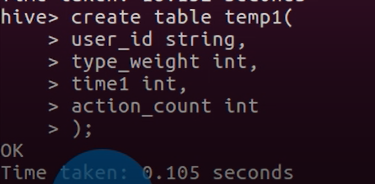 hive> create table temp1(
    > user_id string,
    > type_weight int,
    > time1 int,
    > action_count int
    > );
OK
Time taken: 0.105 seconds